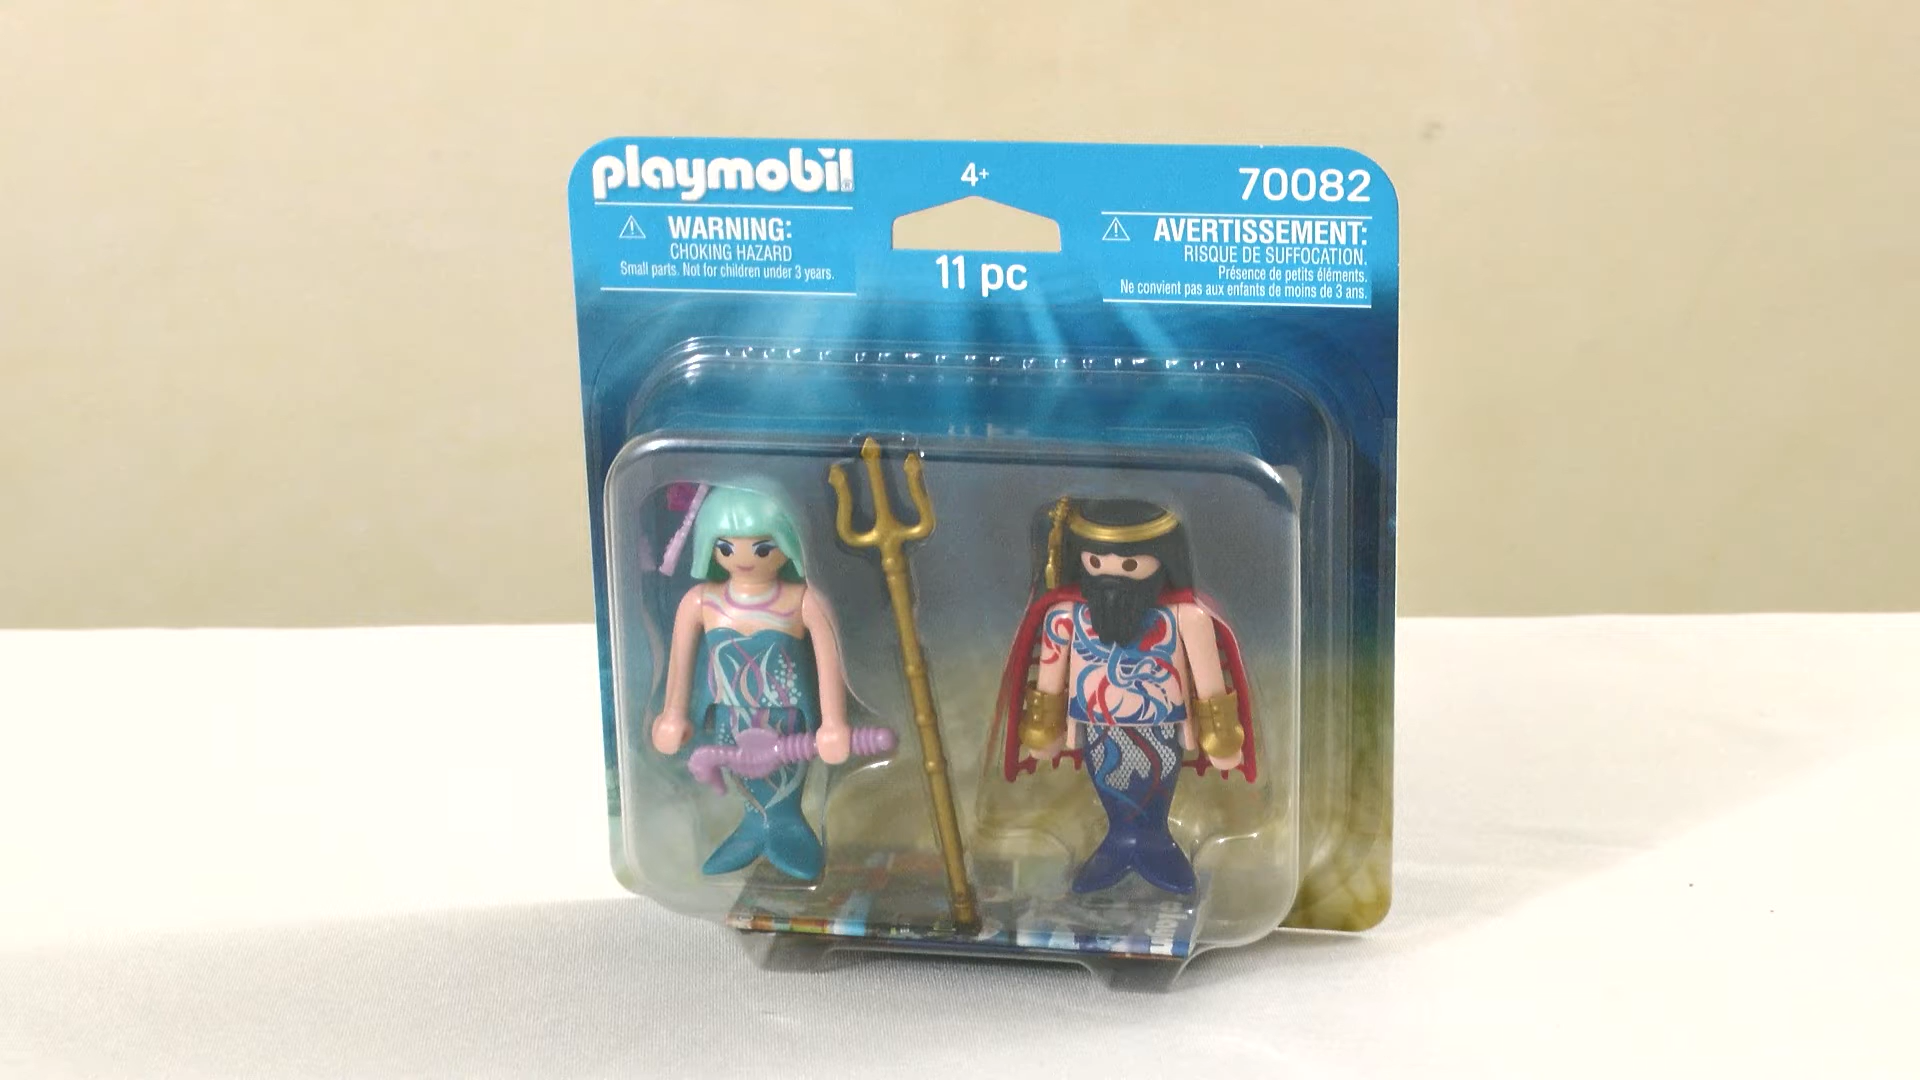 playmobil
4+
70082
WARNING:
CHOKING HAZARD
Small parts. Not for children under 3 years.
11 pc
AVERTISSEMENT:
RISQUE DE SUFFOCATION.
Présence de petits éléments.
Ne convient pas aux enfants de moins de 3 ans.